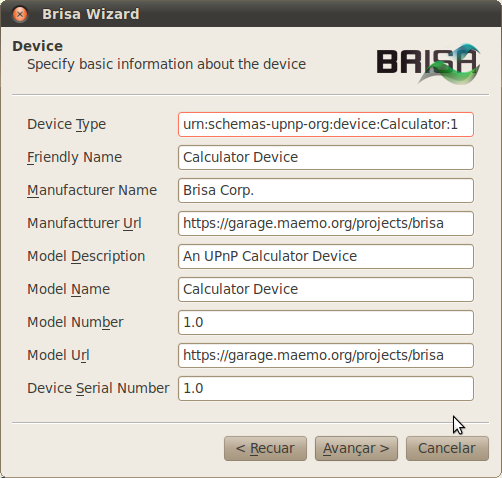 Brisa Wizard
Device
Specify basic information about the device
BRISA
Device Type urn:schemas-upnp-org:device:Calculator:1
Friendly Name Calculator Device
Manufacturer Name Brisa Corp.
Manufactturer Url https://garage.maemo.org/projects/brisa
Model Description An UPnP Calculator Device
Model Name Calculator Device
Model Number 1.0
Model Url https://garage.maemo.org/projects/brisa
Device Serial Number 1.0
< Recuar Avançar > Cancelar